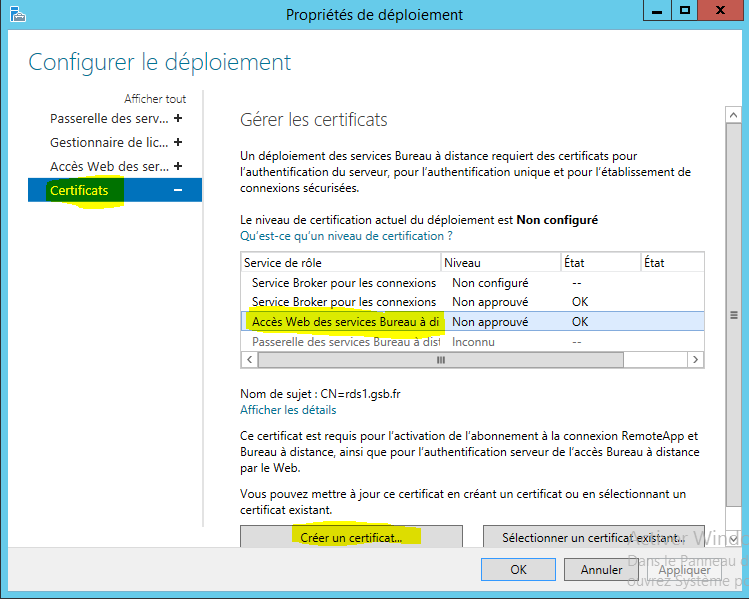 Propriétés de déploiement
Configurer le déploiement
Afficher tout
Passerelle des serv... +
Gestionnaire de lic... +
Accès Web des ser... +
Certificats –
Gérer les certificats
Un déploiement des services Bureau à distance requiert des certificats pour
l'authentification du serveur, pour l'authentification unique et pour l'établissement de
connexions sécurisées.
Le niveau de certification actuel du déploiement est Non configuré
Qu'est-ce qu'un niveau de certification ?
Service de rôle Niveau État État
Service Broker pour les connexions Non configuré --
Service Broker pour les connexions Non approuvé OK
Accès Web des services Bureau à di Non approuvé OK
Passerelle des services Bureau à dist Inconnu --
Nom de sujet : CN=rds1.gsb.fr
Afficher les détails
Ce certificat est requis pour l'activation de l'abonnement à la connexion RemoteApp et
Bureau à distance, ainsi que pour l'authentification serveur de l'accès Bureau à distance
par le Web.
Vous pouvez mettre à jour ce certificat en créant un certificat ou en sélectionnant un
certificat existant.
Créer un certificat... Sélectionner un certificat existant...
Activer Windo
Dans le Panneau
OK Annuler Appliquer
ouvrez Système p